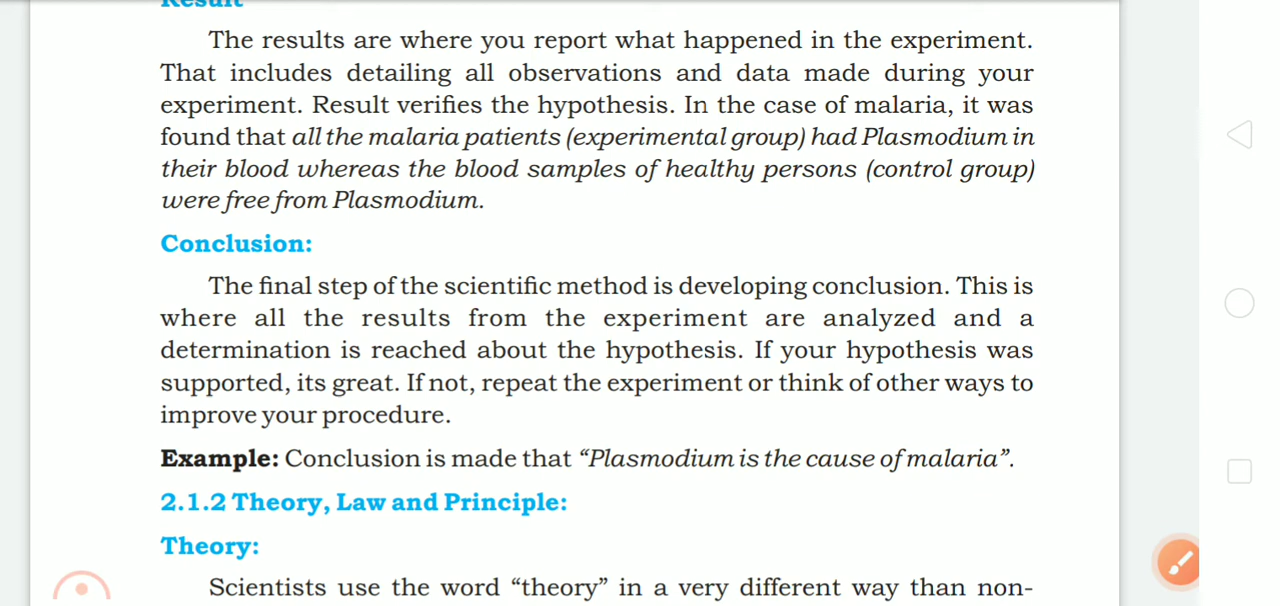 Result
The results are where you report what happened in the experiment.
That includes detailing all observations and data made during your
experiment. Result verifies the hypothesis. In the case of malaria, it was
found that all the malaria patients (experimental group) had Plasmodium in
their blood whereas the blood samples of healthy persons (control group)
were free from Plasmodium.
Conclusion:
The final step of the scientific method is developing conclusion. This is
where all the results from the experiment are analyzed and a
determination is reached about the hypothesis. If your hypothesis was
supported, its great. If not, repeat the experiment or think of other ways to
improve your procedure.
Example: Conclusion is made that “Plasmodium is the cause of malaria”.
2.1.2 Theory, Law and Principle:
Theory:
Scientists use the word “theory” in a very different way than non-